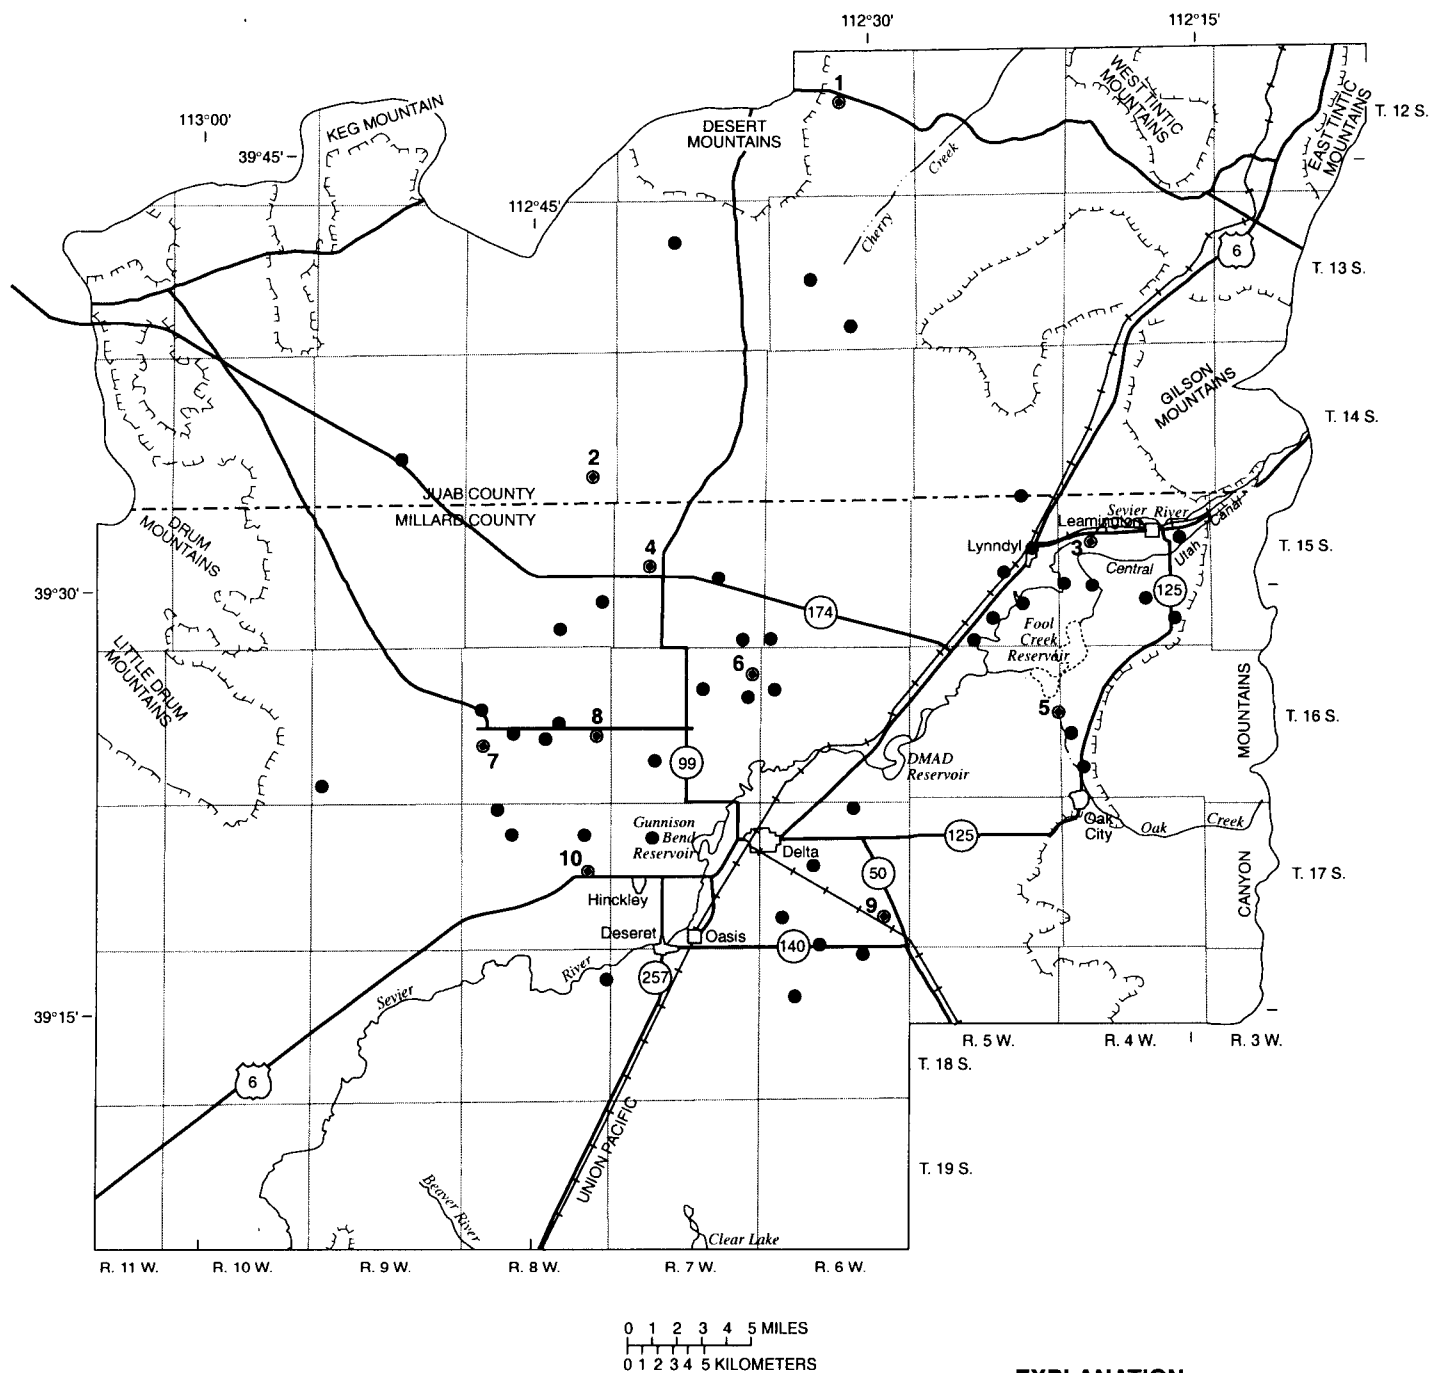 112°30'
112°15'
1
WEST TINTIC
MOUNTAINS
EAST TINTIC
MOUNTAINS
T. 12 S.
113°00'
KEG MOUNTAIN
39°45'
DESERT
MOUNTAINS
Creek
Cherry
112°45'
6
T. 13 S.
GILSON
MOUNTAINS
T. 14 S.
2
JUAB COUNTY
MILLARD COUNTY
DRUM
MOUNTAINS
Sevier River
Leamington
Canal
Lynndyl
3
Central
Utah
T. 15 S.
4
39°30'
174
125
Fool
Creek
Reservoir
LITTLE DRUM
MOUNTAINS
6
5
MOUNTAINS
T. 16 S.
8
7
99
DMAD
Reservoir
Gunnison
Bend
Reservoir
Delta
125
Oak
City
Oak
Creek
10
50
T. 17 S.
CANYON
Hinckley
9
Deseret
Oasis
140
River
257
Sevier
39°15'
R. 5 W.
R. 4 W.
R. 3 W.
T. 18 S.
6
UNION PACIFIC
T. 19 S.
Beaver River
Clear Lake
R. 11 W.
R. 10 W.
R. 9 W.
R. 8 W.
R. 7 W.
R. 6 W.
0 1 2 3 4 5 MILES
0 1 2 3 4 5 KILOMETERS
EXPLANATION